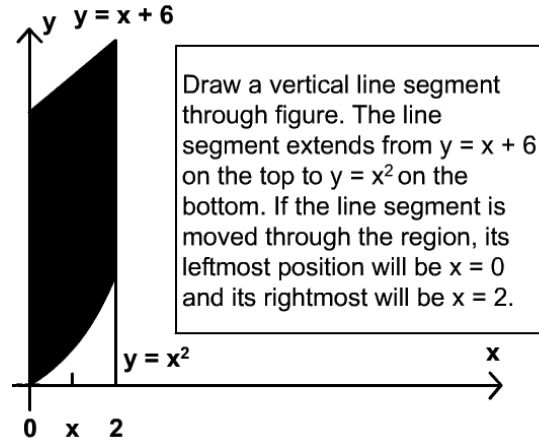 y y = x + 6
Draw a vertical line segment
through figure. The line
segment extends from y = x + 6
on the top to y = x² on the
bottom. If the line segment is
moved through the region, its
leftmost position will be x = 0
and its rightmost will be x = 2.
y = x²
x
0 x 2